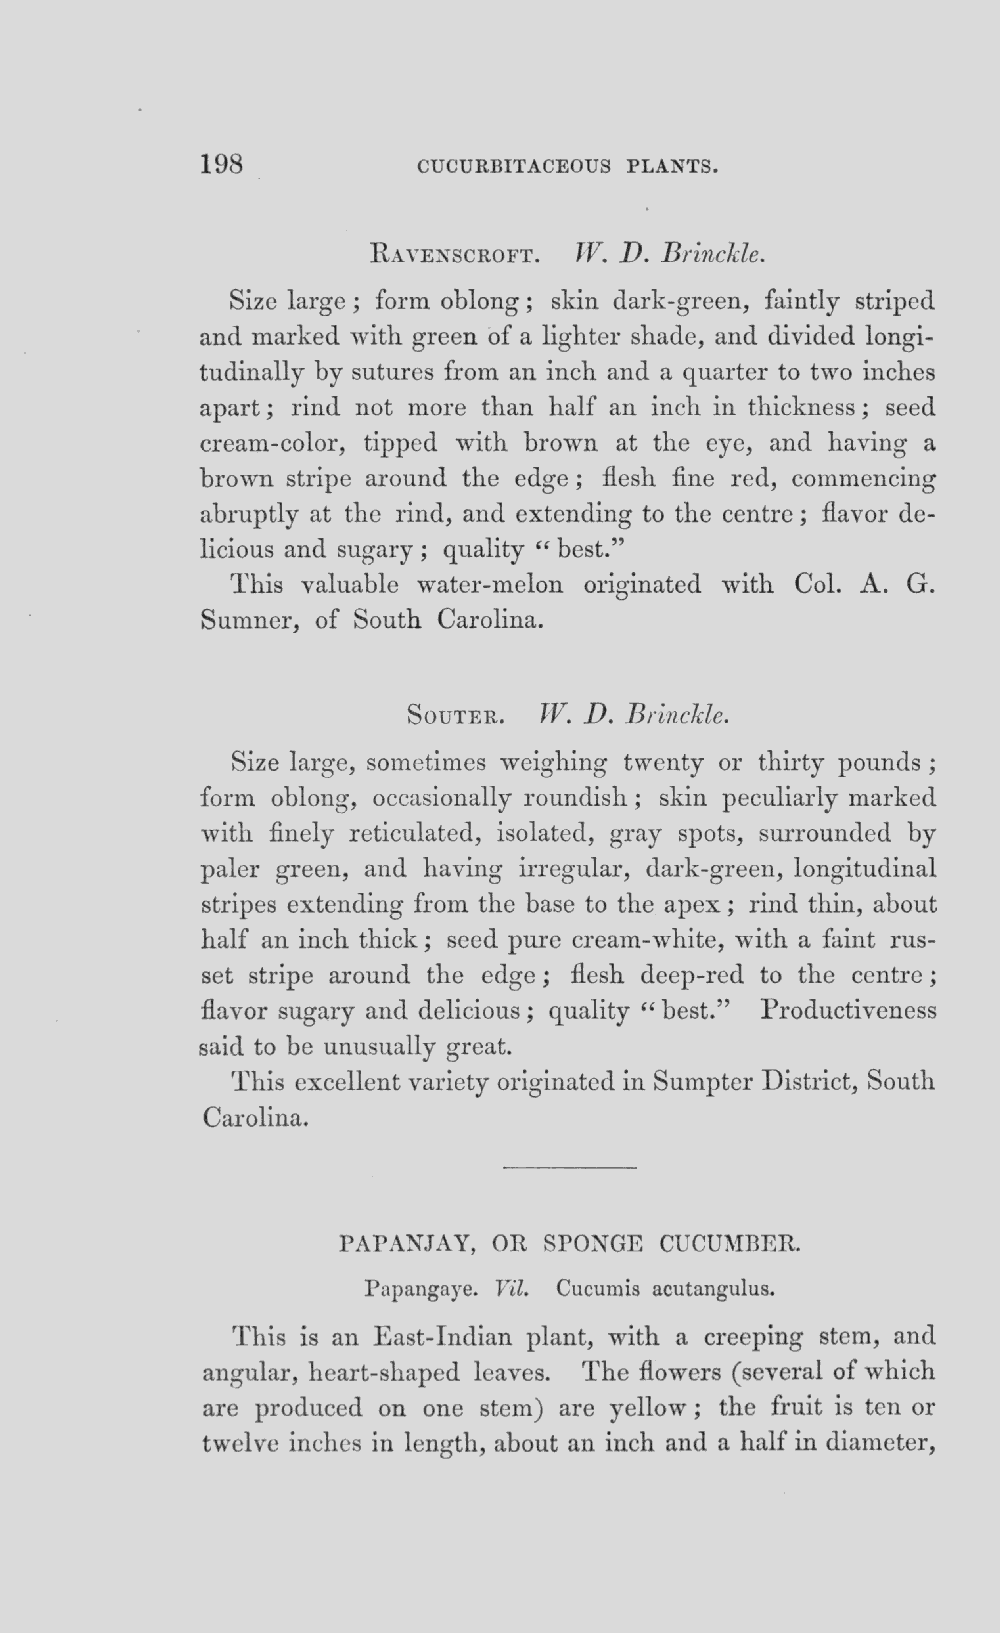 198 CUCURBITACEOUS PLANTS.
RAVENSCROFT. W. D. Brinckle.
Size large; form oblong; skin dark-green, faintly striped
and marked with green of a lighter shade, and divided longi-
tudinally by sutures from an inch and a quarter to two inches
apart; rind not more than half an inch in thickness; seed
cream-color, tipped with brown at the eye, and having a
brown stripe around the edge; flesh fine red, commencing
abruptly at the rind, and extending to the centre; flavor de-
licious and sugary; quality "best."
This valuable water-melon originated with Col. A. G.
Sumner, of South Carolina.
SOUTER. W. D. Brinckle.
Size large, sometimes weighing twenty or thirty pounds;
form oblong, occasionally roundish; skin peculiarly marked
with finely reticulated, isolated, gray spots, surrounded by
paler green, and having irregular, dark-green, longitudinal
stripes extending from the base to the apex; rind thin, about
half an inch thick; seed pure cream-white, with a faint rus-
set stripe around the edge; flesh deep-red to the centre;
flavor sugary and delicious; quality "best." Productiveness
said to be unusually great.
This excellent variety originated in Sumpter District, South
Carolina.
PAPANJAY, OR SPONGE CUCUMBER.
Papangaye. Vil. Cucumis acutangulus.
This is an East-Indian plant, with a creeping stem, and
angular, heart-shaped leaves. The flowers (several of which
are produced on one stem) are yellow; the fruit is ten or
twelve inches in length, about an inch and a half in diameter,